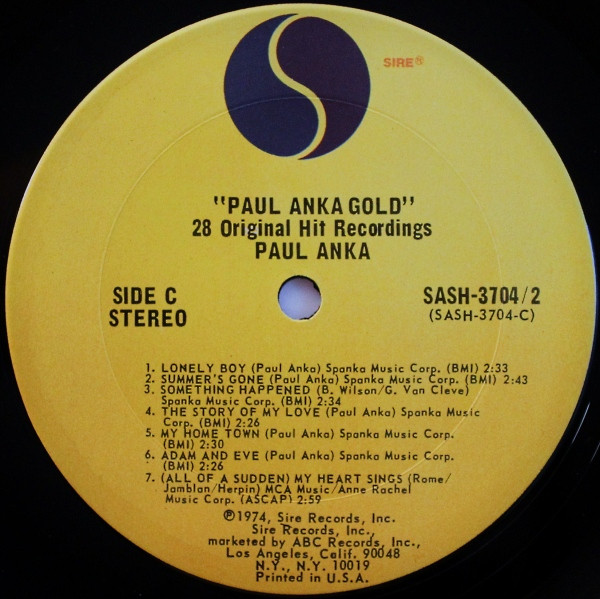 SIRE®
"PAUL ANKA GOLD"
28 Original Hit Recordings
PAUL ANKA
SIDE C
STEREO
SASH-3704/2
(SASH-3704-C)
1. LONELY BOY (Paul Anka) Spanka Music Corp. (BMI) 2:33
2. SUMMER'S GONE (Paul Anka) Spanka Music Corp. (BMI) 2:43
3. SOMETHING HAPPENED (B. Wilson/G. Van Cleve)
Spanka Music Corp. (BMI) 2:34
4. THE STORY OF MY LOVE (Paul Anka) Spanka Music
Corp. (BMI) 2:26
5. MY HOME TOWN (Paul Anka) Spanka Music Corp.
(BMI) 2:30
6. ADAM AND EVE (Paul Anka) Spanka Music Corp.
(BMI) 2:26
7. (ALL OF A SUDDEN) MY HEART SINGS (Rome/
Jamblan/Herpin) MCA Music/Anne Rachel
Music Corp. (ASCAP) 2:59
℗1974, Sire Records, Inc.
Sire Records, Inc.,
marketed by ABC Records, Inc.,
Los Angeles, Calif. 90048
N.Y., N.Y. 10019
Printed in U.S.A.